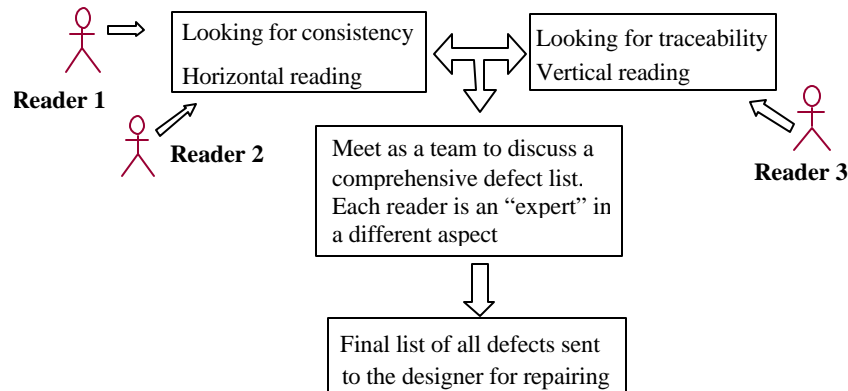 Looking for consistency
Horizontal reading
Looking for traceability
Vertical reading
Reader 1
Reader 2
Reader 3
Meet as a team to discuss a
comprehensive defect list.
Each reader is an “expert” in
a different aspect
Final list of all defects sent
to the designer for repairing